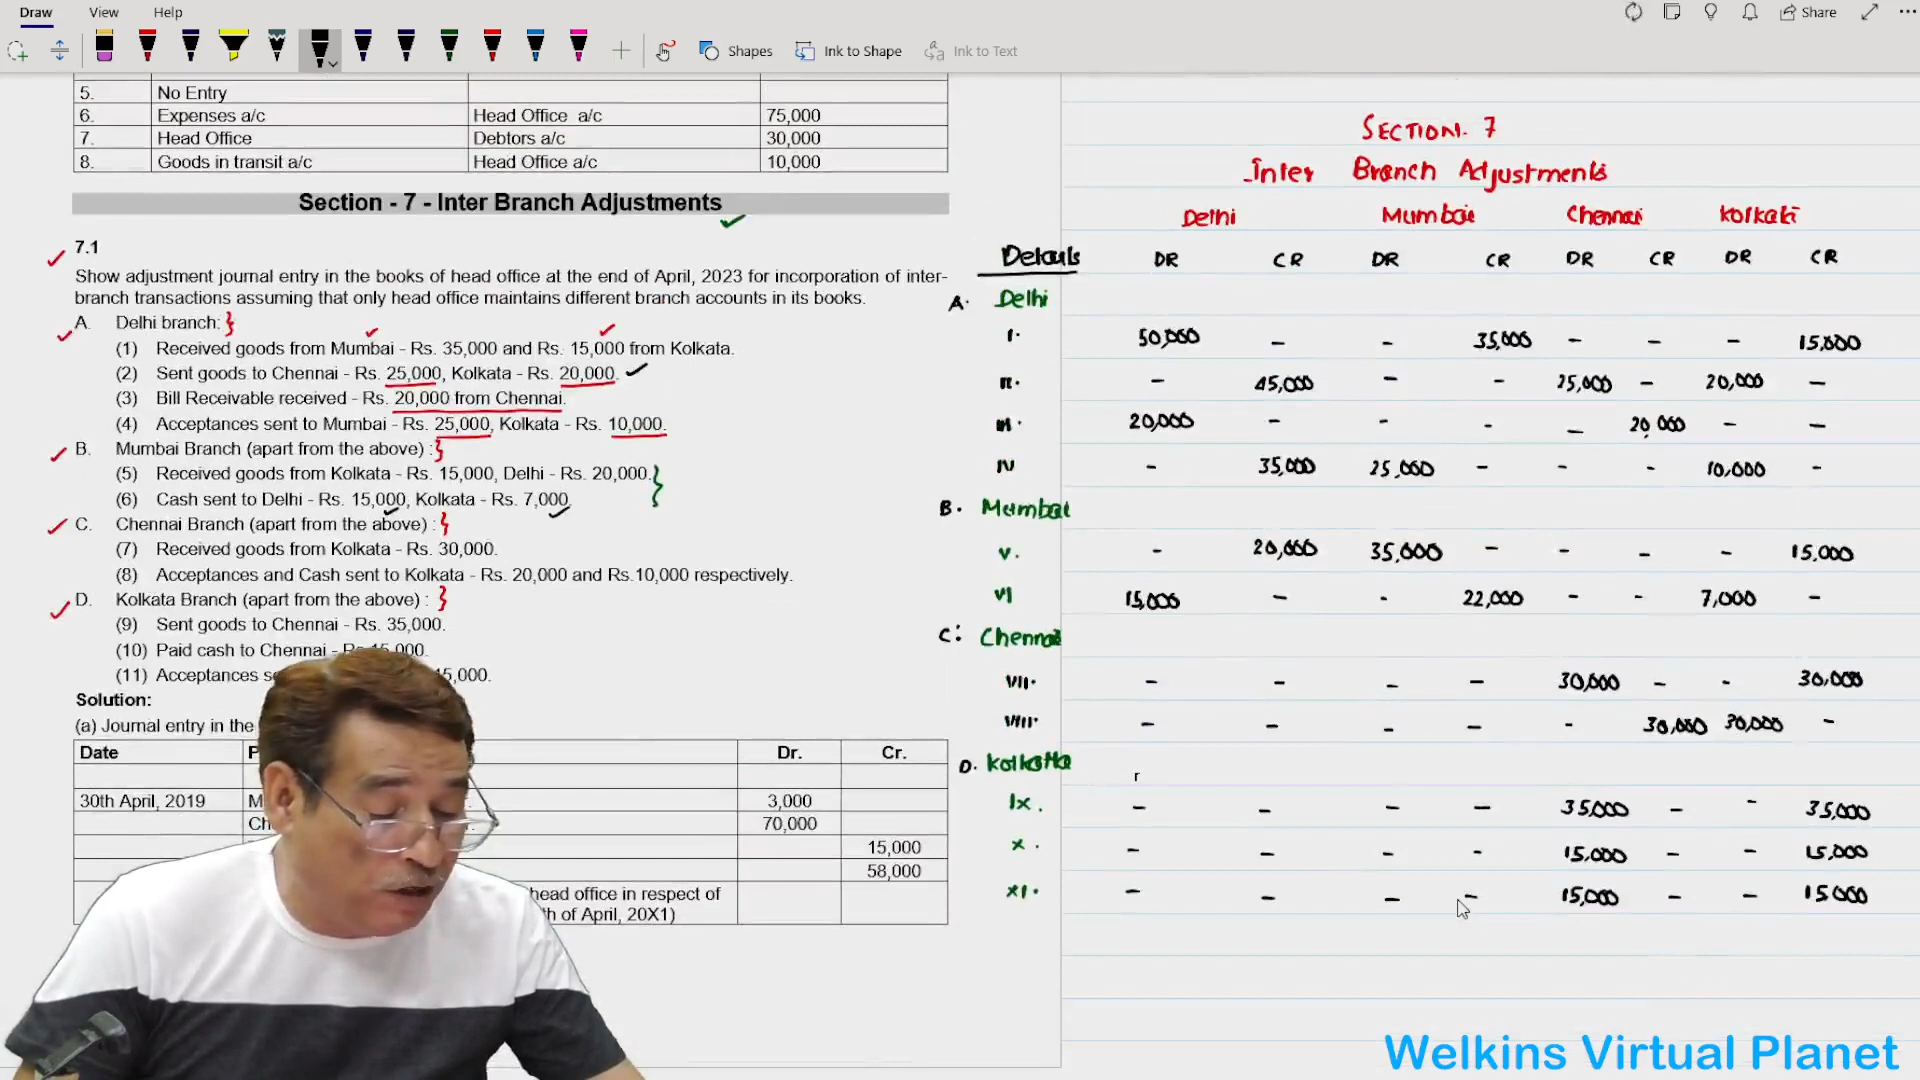 Draw View Help Share
Shapes Ink to Shape Ink to Text
5. No Entry
6. Expenses a/c Head Office a/c 75,000
7. Head Office Debtors a/c 30,000
8. Goods in transit a/c Head Office a/c 10,000
Section - 7 - Inter Branch Adjustments
7.1
Show adjustment journal entry in the books of head office at the end of April, 2023 for incorporation of inter-
branch transactions assuming that only head office maintains different branch accounts in its books.
A. Delhi branch:
(1) Received goods from Mumbai - Rs. 35,000 and Rs. 15,000 from Kolkata.
(2) Sent goods to Chennai - Rs. 25,000, Kolkata - Rs. 20,000.
(3) Bill Receivable received - Rs. 20,000 from Chennai.
(4) Acceptances sent to Mumbai - Rs. 25,000, Kolkata - Rs. 10,000.
B. Mumbai Branch (apart from the above) :
(5) Received goods from Kolkata - Rs. 15,000, Delhi - Rs. 20,000.
(6) Cash sent to Delhi - Rs. 15,000, Kolkata - Rs. 7,000.
C. Chennai Branch (apart from the above) :
(7) Received goods from Kolkata - Rs. 30,000.
(8) Acceptances and Cash sent to Kolkata - Rs. 20,000 and Rs.10,000 respectively.
D. Kolkata Branch (apart from the above) :
(9) Sent goods to Chennai - Rs. 35,000.
(10) Paid cash to Chennai - Rs. 15,000.
(11) Acceptances 5,000.
Solution:
(a) Journal entry in the
Date Dr. Cr.
30th April, 2019 3,000
70,000
15,000
58,000
head office in respect of
of April, 20X1)
SECTION. 7
Inter Branch Adjustments
Delhi Mumbai Chennai Kolkata
Details DR CR DR CR DR CR DR CR
A. Delhi
I. 50,000 - - 35,000 - - - 15,000
II. - 45,000 - - 25,000 - 20,000 -
III. 20,000 - - - - 20,000 - -
IV - 35,000 25,000 - - - 10,000 -
B. Mumbai
V. - 20,000 35,000 - - - - 15,000
VI 15,000 - - 22,000 - - 7,000 -
C: Chennai
VII. - - - - 30,000 - - 30,000
VIII. - - - - - 30,000 30,000 -
D. Kolkatta
r
IX. - - - - 35,000 - - 35,000
X. - - - - 15,000 - - 15,000
XI. - - - - 15,000 - - 15,000
Welkins Virtual Planet